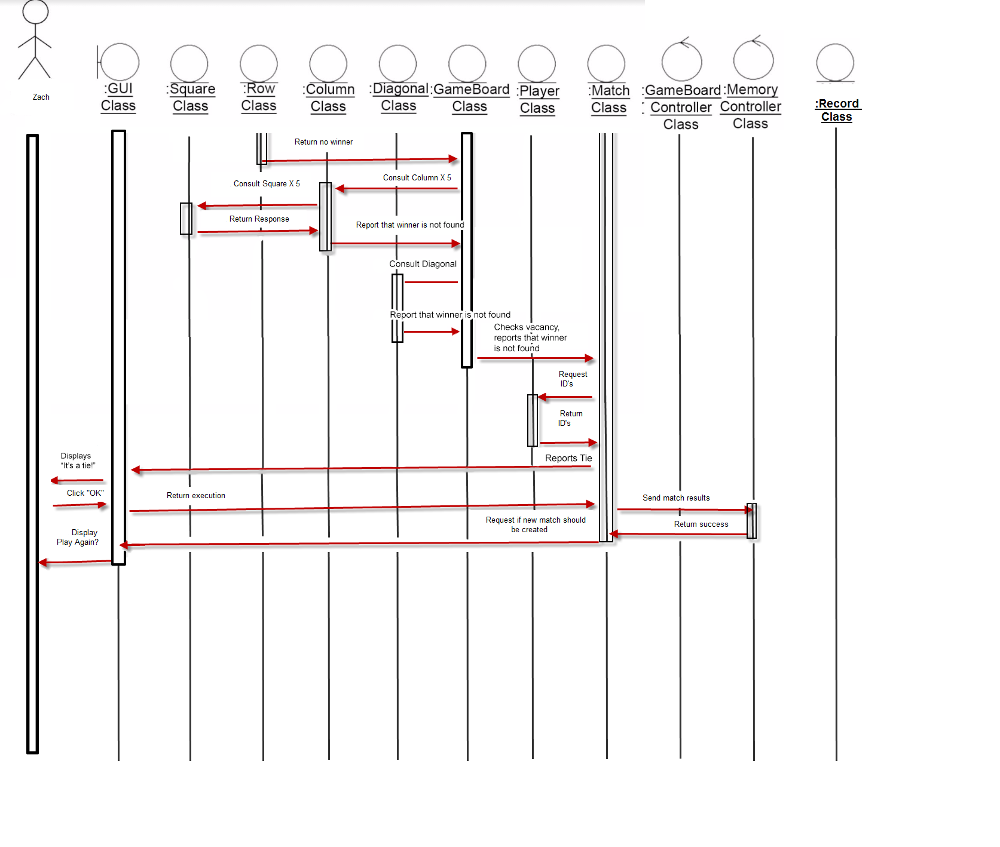 Zach
:GUI
Class
:Square
Class
:Row
Class
:Column
Class
:Diagonal
Class
:GameBoard
Class
:Player
Class
:Match
Class
:GameBoard
Controller
Class
:Memory
Controller
Class
:Record
Class
Return no winner
Consult Column X 5
Consult Square X 5
Return Response
Report that winner is not found
Consult Diagonal
Report that winner is not found
Checks vacancy,
reports that winner
is not found
Request
ID's
Return
ID's
Reports Tie
Displays
“It's a tie!”
Click "OK"
Return execution
Send match results
Return success
Request if new match should
be created
Display
Play Again?